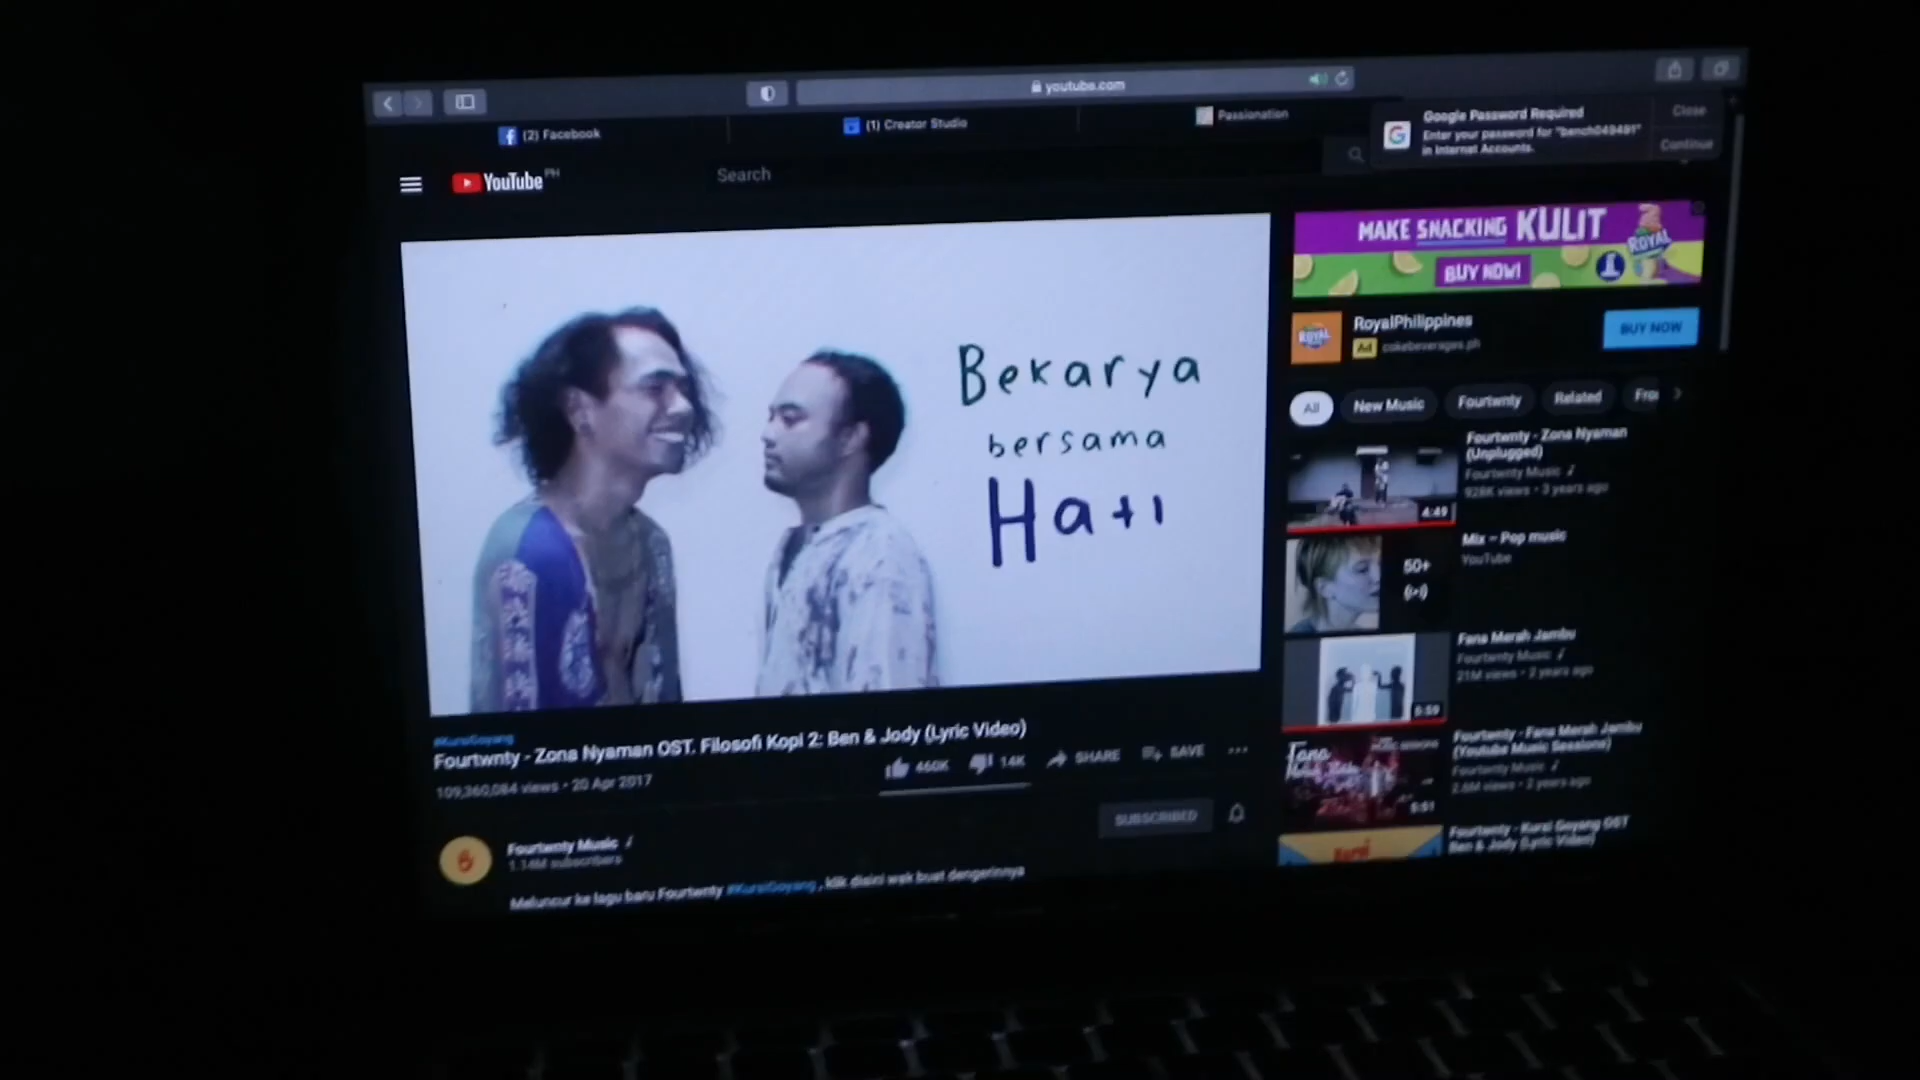 youtube.com
(2) Facebook
(1) Creator Studio
Passionation
Google Password Required
Enter your password for "bench049491"
in Internet Accounts.
Close
Continue
YouTube PH
Search
Bekarya
bersama
Hati
#KursiGoyang
Fourtwnty - Zona Nyaman OST. Filosofi Kopi 2: Ben & Jody (Lyric Video)
109,360,084 views • 20 Apr 2017
460K
14K
SHARE
SAVE
Fourtwnty Music
1.14M subscribers
SUBSCRIBED
Meluncur ke lagu baru Fourtwnty #KursiGoyang , klik disini wak buat dengerinnya
MAKE SNACKING KULIT
ROYAL
BUY NOW!
RoyalPhilippines
Ad cokebeverages.ph
BUY NOW
All
New Music
Fourtwnty
Related
Fro
Fourtwnty - Zona Nyaman
(Unplugged)
Fourtwnty Music
928K views • 3 years ago
4:49
Mix – Pop music
YouTube
50+
Fana Merah Jambu
Fourtwnty Music
21M views • 2 years ago
5:59
Fourtwnty - Fana Merah Jambu
(Youtube Music Sessions)
Fourtwnty Music
2.6M views • 2 years ago
5:51
Fourtwnty - Kursi Goyang OST
Ben & Jody (Lyric Video)